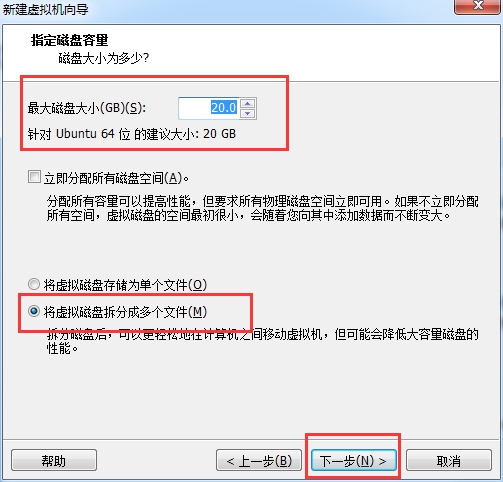 新建虚拟机向导
指定磁盘容量
磁盘大小为多少?
最大磁盘大小(GB)(S): 20.0
针对 Ubuntu 64 位 的建议大小: 20 GB
立即分配所有磁盘空间(A)。
分配所有容量可以提高性能，但要求所有物理磁盘空间立即可用。如果不立即分配
所有空间，虚拟磁盘的空间最初很小，会随着您向其中添加数据而不断变大。
将虚拟磁盘存储为单个文件(O)
将虚拟磁盘拆分成多个文件(M)
拆分磁盘后，可以更轻松地在计算机之间移动虚拟机，但可能会降低大容量磁盘的
性能。
帮助 < 上一步(B) 下一步(N) > 取消